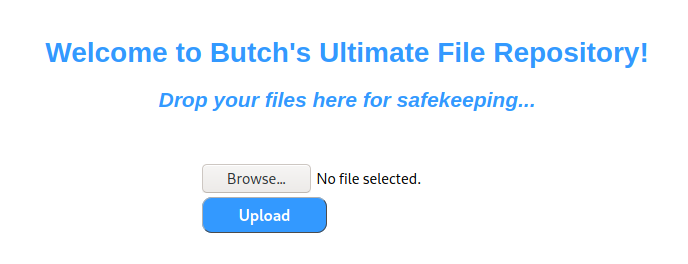 Welcome to Butch's Ultimate File Repository!
Drop your files here for safekeeping...
Browse... No file selected.
Upload